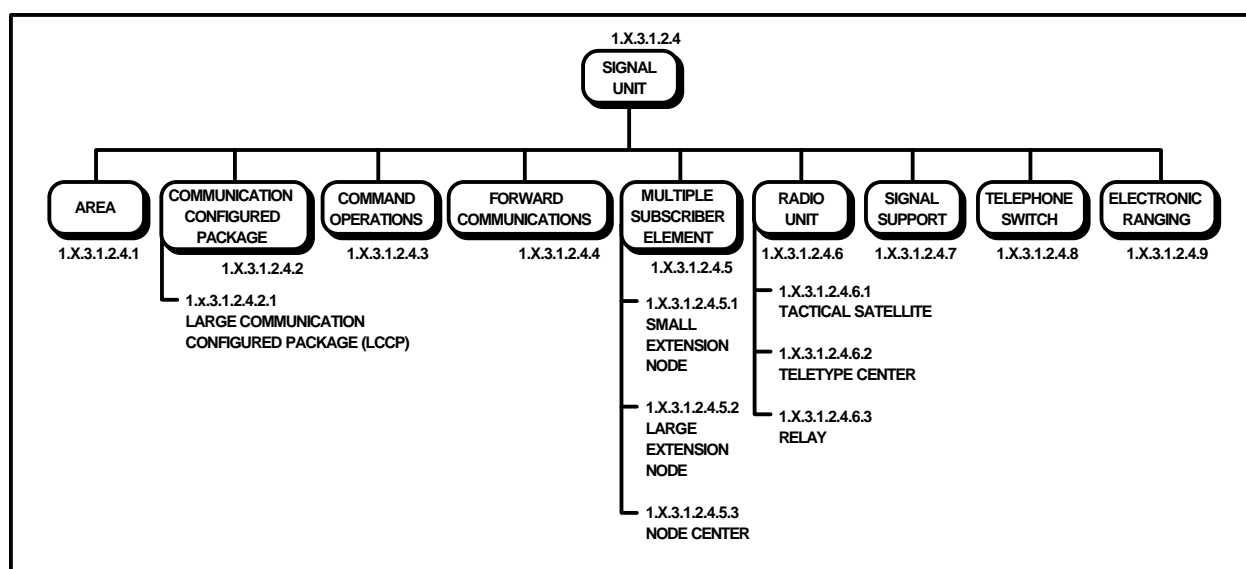 1.X.3.1.2.4
SIGNAL
UNIT
AREA
1.X.3.1.2.4.1
COMMUNICATION
CONFIGURED
PACKAGE
1.X.3.1.2.4.2
1.x.3.1.2.4.2.1
LARGE COMMUNICATION
CONFIGURED PACKAGE (LCCP)
COMMAND
OPERATIONS
1.X.3.1.2.4.3
FORWARD
COMMUNICATIONS
1.X.3.1.2.4.4
MULTIPLE
SUBSCRIBER
ELEMENT
1.X.3.1.2.4.5
1.X.3.1.2.4.5.1
SMALL
EXTENSION
NODE
1.X.3.1.2.4.5.2
LARGE
EXTENSION
NODE
1.X.3.1.2.4.5.3
NODE CENTER
RADIO
UNIT
1.X.3.1.2.4.6
1.X.3.1.2.4.6.1
TACTICAL SATELLITE
1.X.3.1.2.4.6.2
TELETYPE CENTER
1.X.3.1.2.4.6.3
RELAY
SIGNAL
SUPPORT
1.X.3.1.2.4.7
TELEPHONE
SWITCH
1.X.3.1.2.4.8
ELECTRONIC
RANGING
1.X.3.1.2.4.9